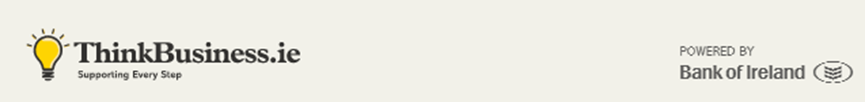 ThinkBusiness.ie
Supporting Every Step
POWERED BY
Bank of Ireland